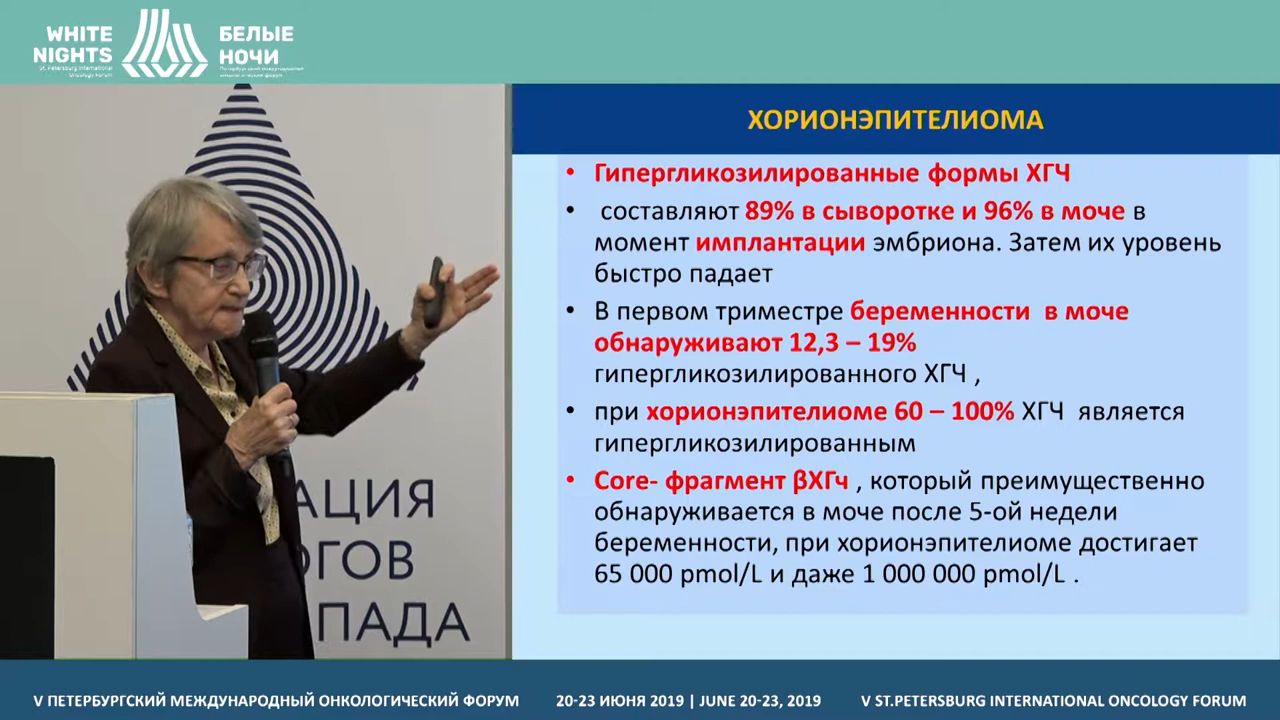 WHITE
NIGHTS
St. Petersburg International
Oncology Forum
БЕЛЫЕ
НОЧИ
АЦИЯ
ОГОВ
ПАДА
ХОРИОНЭПИТЕЛИОМА
• Гипергликозилированные формы ХГЧ
• составляют 89% в сыворотке и 96% в моче в
момент имплантации эмбриона. Затем их уровень
быстро падает
• В первом триместре беременности в моче
обнаруживают 12,3 – 19%
гипергликозилированного ХГЧ ,
• при хорионэпителиоме 60 – 100% ХГЧ является
гипергликозилированным
• Core- фрагмент βХГч , который преимущественно
обнаруживается в моче после 5-ой недели
беременности, при хорионэпителиоме достигает
65 000 pmol/L и даже 1 000 000 pmol/L .
V ПЕТЕРБУРГСКИЙ МЕЖДУНАРОДНЫЙ ОНКОЛОГИЧЕСКИЙ ФОРУМ 20-23 ИЮНЯ 2019 | JUNE 20-23, 2019 V ST.PETERSBURG INTERNATIONAL ONCOLOGY FORUM